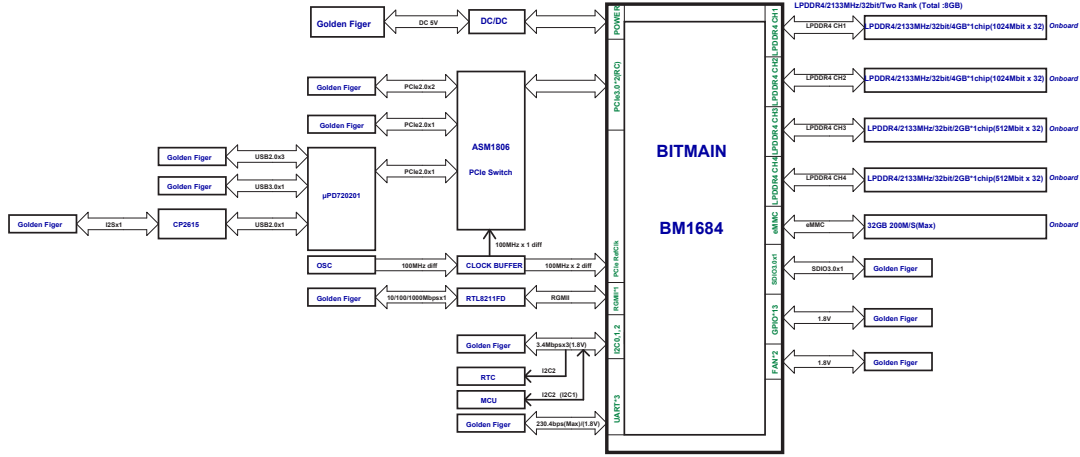 LPDDR4/2133MHz/32bit/Two Rank (Total :8GB)
Golden Figer
DC 5V
DC/DC
POWER
LPDDR4 CH1
LPDDR4 CH1
LPDDR4/2133MHz/32bit/4GB*1chip(1024Mbit x 32)
Onboard
Golden Figer
PCIe2.0x2
PCIe3.0*2(RC)
LPDDR4 CH2
LPDDR4 CH2
LPDDR4/2133MHz/32bit/4GB*1chip(1024Mbit x 32)
Onboard
Golden Figer
PCIe2.0x1
ASM1806
PCIe Switch
LPDDR4 CH3
LPDDR4 CH3
LPDDR4/2133MHz/32bit/2GB*1chip(512Mbit x 32)
Onboard
BITMAIN
BM1684
Golden Figer
USB2.0x3
Golden Figer
USB3.0x1
µPD720201
PCIe2.0x1
LPDDR4 CH4
LPDDR4 CH4
LPDDR4/2133MHz/32bit/2GB*1chip(512Mbit x 32)
Onboard
Golden Figer
I2Sx1
CP2615
USB2.0x1
eMMC
eMMC
32GB 200M/S(Max)
Onboard
100MHz x 1 diff
OSC
100MHz diff
CLOCK BUFFER
100MHz x 2 diff
PCIe RefClk
SDIO3.0x1
SDIO3.0x1
Golden Figer
Golden Figer
10/100/1000Mbpsx1
RTL8211FD
RGMII
RGMII*1
GPIO*13
1.8V
Golden Figer
Golden Figer
3.4Mbpsx3(1.8V)
I2C0,1, 2
FAN*2
1.8V
Golden Figer
RTC
I2C2
MCU
I2C2 (I2C1)
Golden Figer
230.4bps(Max)/(1.8V)
UART*3